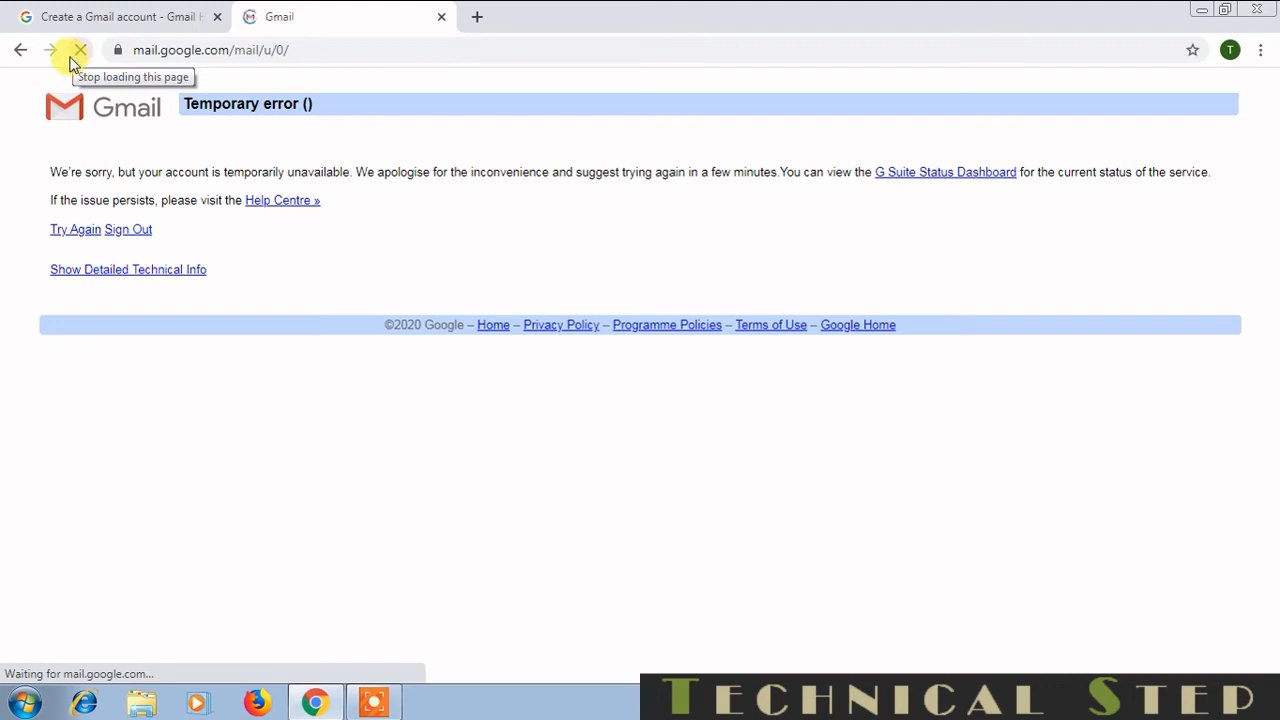 Create a Gmail account - Gmail H
Gmail
mail.google.com/mail/u/0/
T
Stop loading this page
Gmail
Temporary error ()
We're sorry, but your account is temporarily unavailable. We apologise for the inconvenience and suggest trying again in a few minutes.You can view the G Suite Status Dashboard for the current status of the service.
If the issue persists, please visit the Help Centre »
Try Again Sign Out
Show Detailed Technical Info
©2020 Google – Home – Privacy Policy – Programme Policies – Terms of Use – Google Home
Waiting for mail.google.com...
TECHNICAL STEP